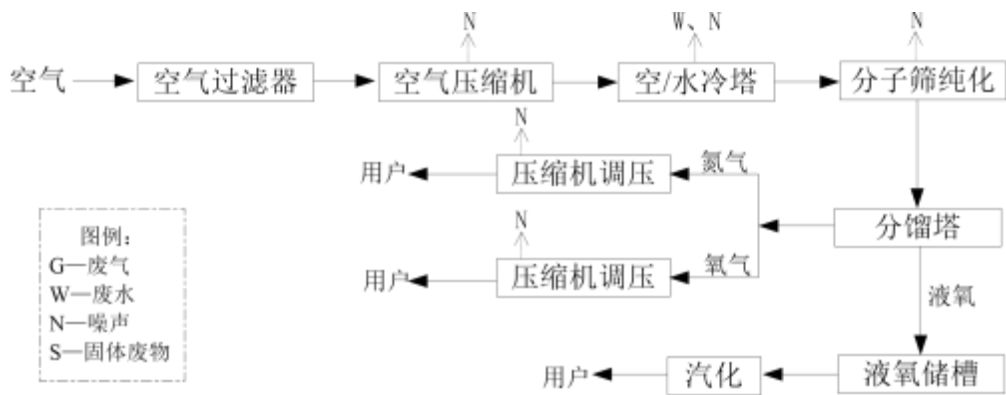 N
W、N
N
空气
空气过滤器
空气压缩机
空/水冷塔
分子筛纯化
N
用户
压缩机调压
氮气
分馏塔
N
用户
压缩机调压
氧气
液氧
用户
汽化
液氧储槽
图例：
G—废气
W—废水
N—噪声
S—固体废物